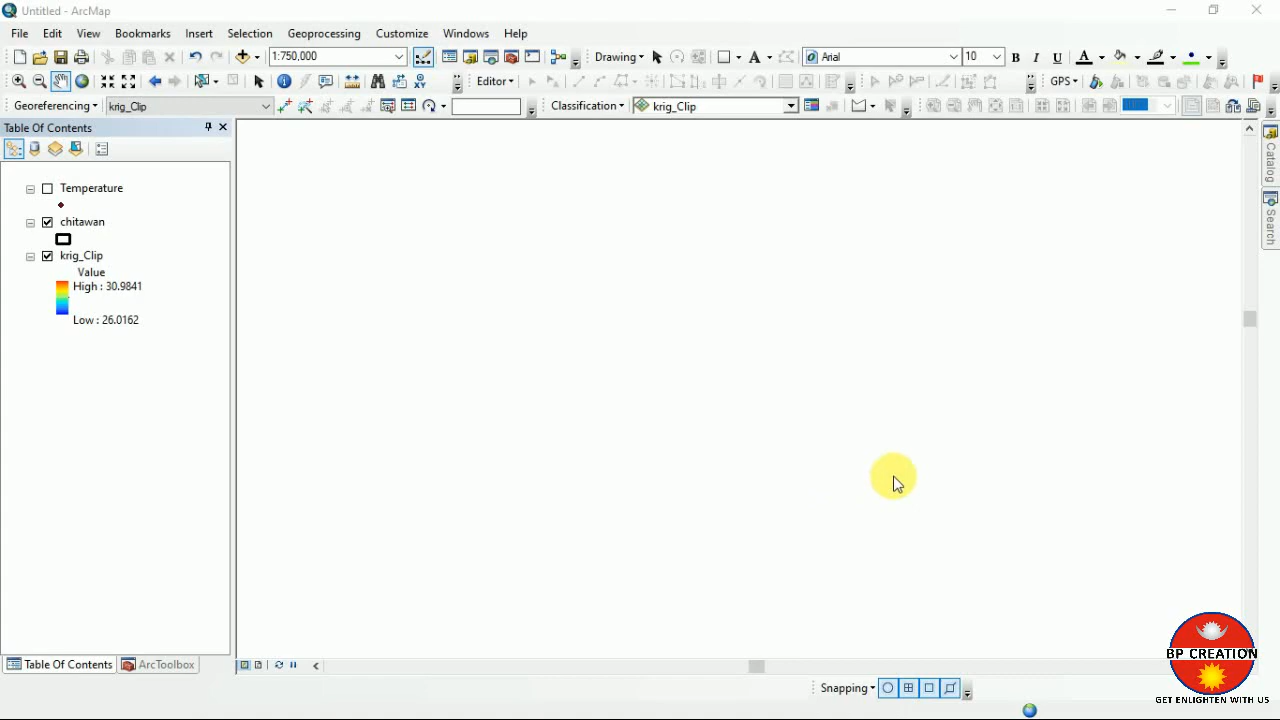 Untitled - ArcMap
File Edit View Bookmarks Insert Selection Geoprocessing Customize Windows Help
1:750,000 Drawing Arial 10 B I U A
Editor GPS
Georeferencing krig_Clip Classification krig_Clip
Table Of Contents
Temperature
chitawan
krig_Clip
Value
High : 30.9841
Low : 26.0162
Catalog
Search
Table Of Contents ArcToolbox
Snapping
BP CREATION
GET ENLIGHTEN WITH US